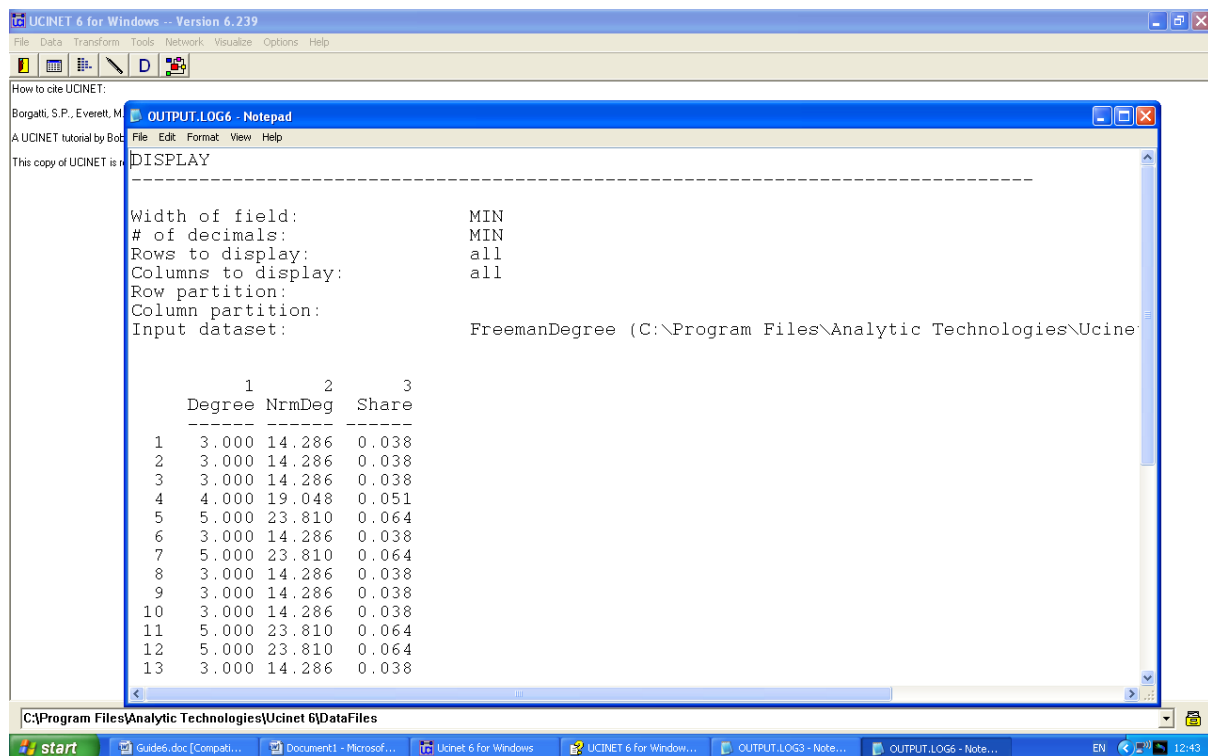 UCINET 6 for Windows -- Version 6.239
File Data Transform Tools Network Visualize Options Help
D
How to cite UCINET:
Borgatti, S.P., Everett, M.
A UCINET tutorial by Bob
This copy of UCINET is re
OUTPUT.LOG6 - Notepad
File Edit Format View Help
DISPLAY
--------------------------------------------------------------------------------
Width of field: MIN
# of decimals: MIN
Rows to display: all
Columns to display: all
Row partition:
Column partition:
Input dataset: FreemanDegree (C:\Program Files\Analytic Technologies\Ucine
1 2 3
Degree NrmDeg Share
------ ------ ------
1 3.000 14.286 0.038
2 3.000 14.286 0.038
3 3.000 14.286 0.038
4 4.000 19.048 0.051
5 5.000 23.810 0.064
6 3.000 14.286 0.038
7 5.000 23.810 0.064
8 3.000 14.286 0.038
9 3.000 14.286 0.038
10 3.000 14.286 0.038
11 5.000 23.810 0.064
12 5.000 23.810 0.064
13 3.000 14.286 0.038
C:\Program Files\Analytic Technologies\Ucinet 6\DataFiles
start Guide6.doc [Compati... Document1 - Microsof... Ucinet 6 for Windows UCINET 6 for Window... OUTPUT.LOG3 - Note... OUTPUT.LOG6 - Note... EN 12:43